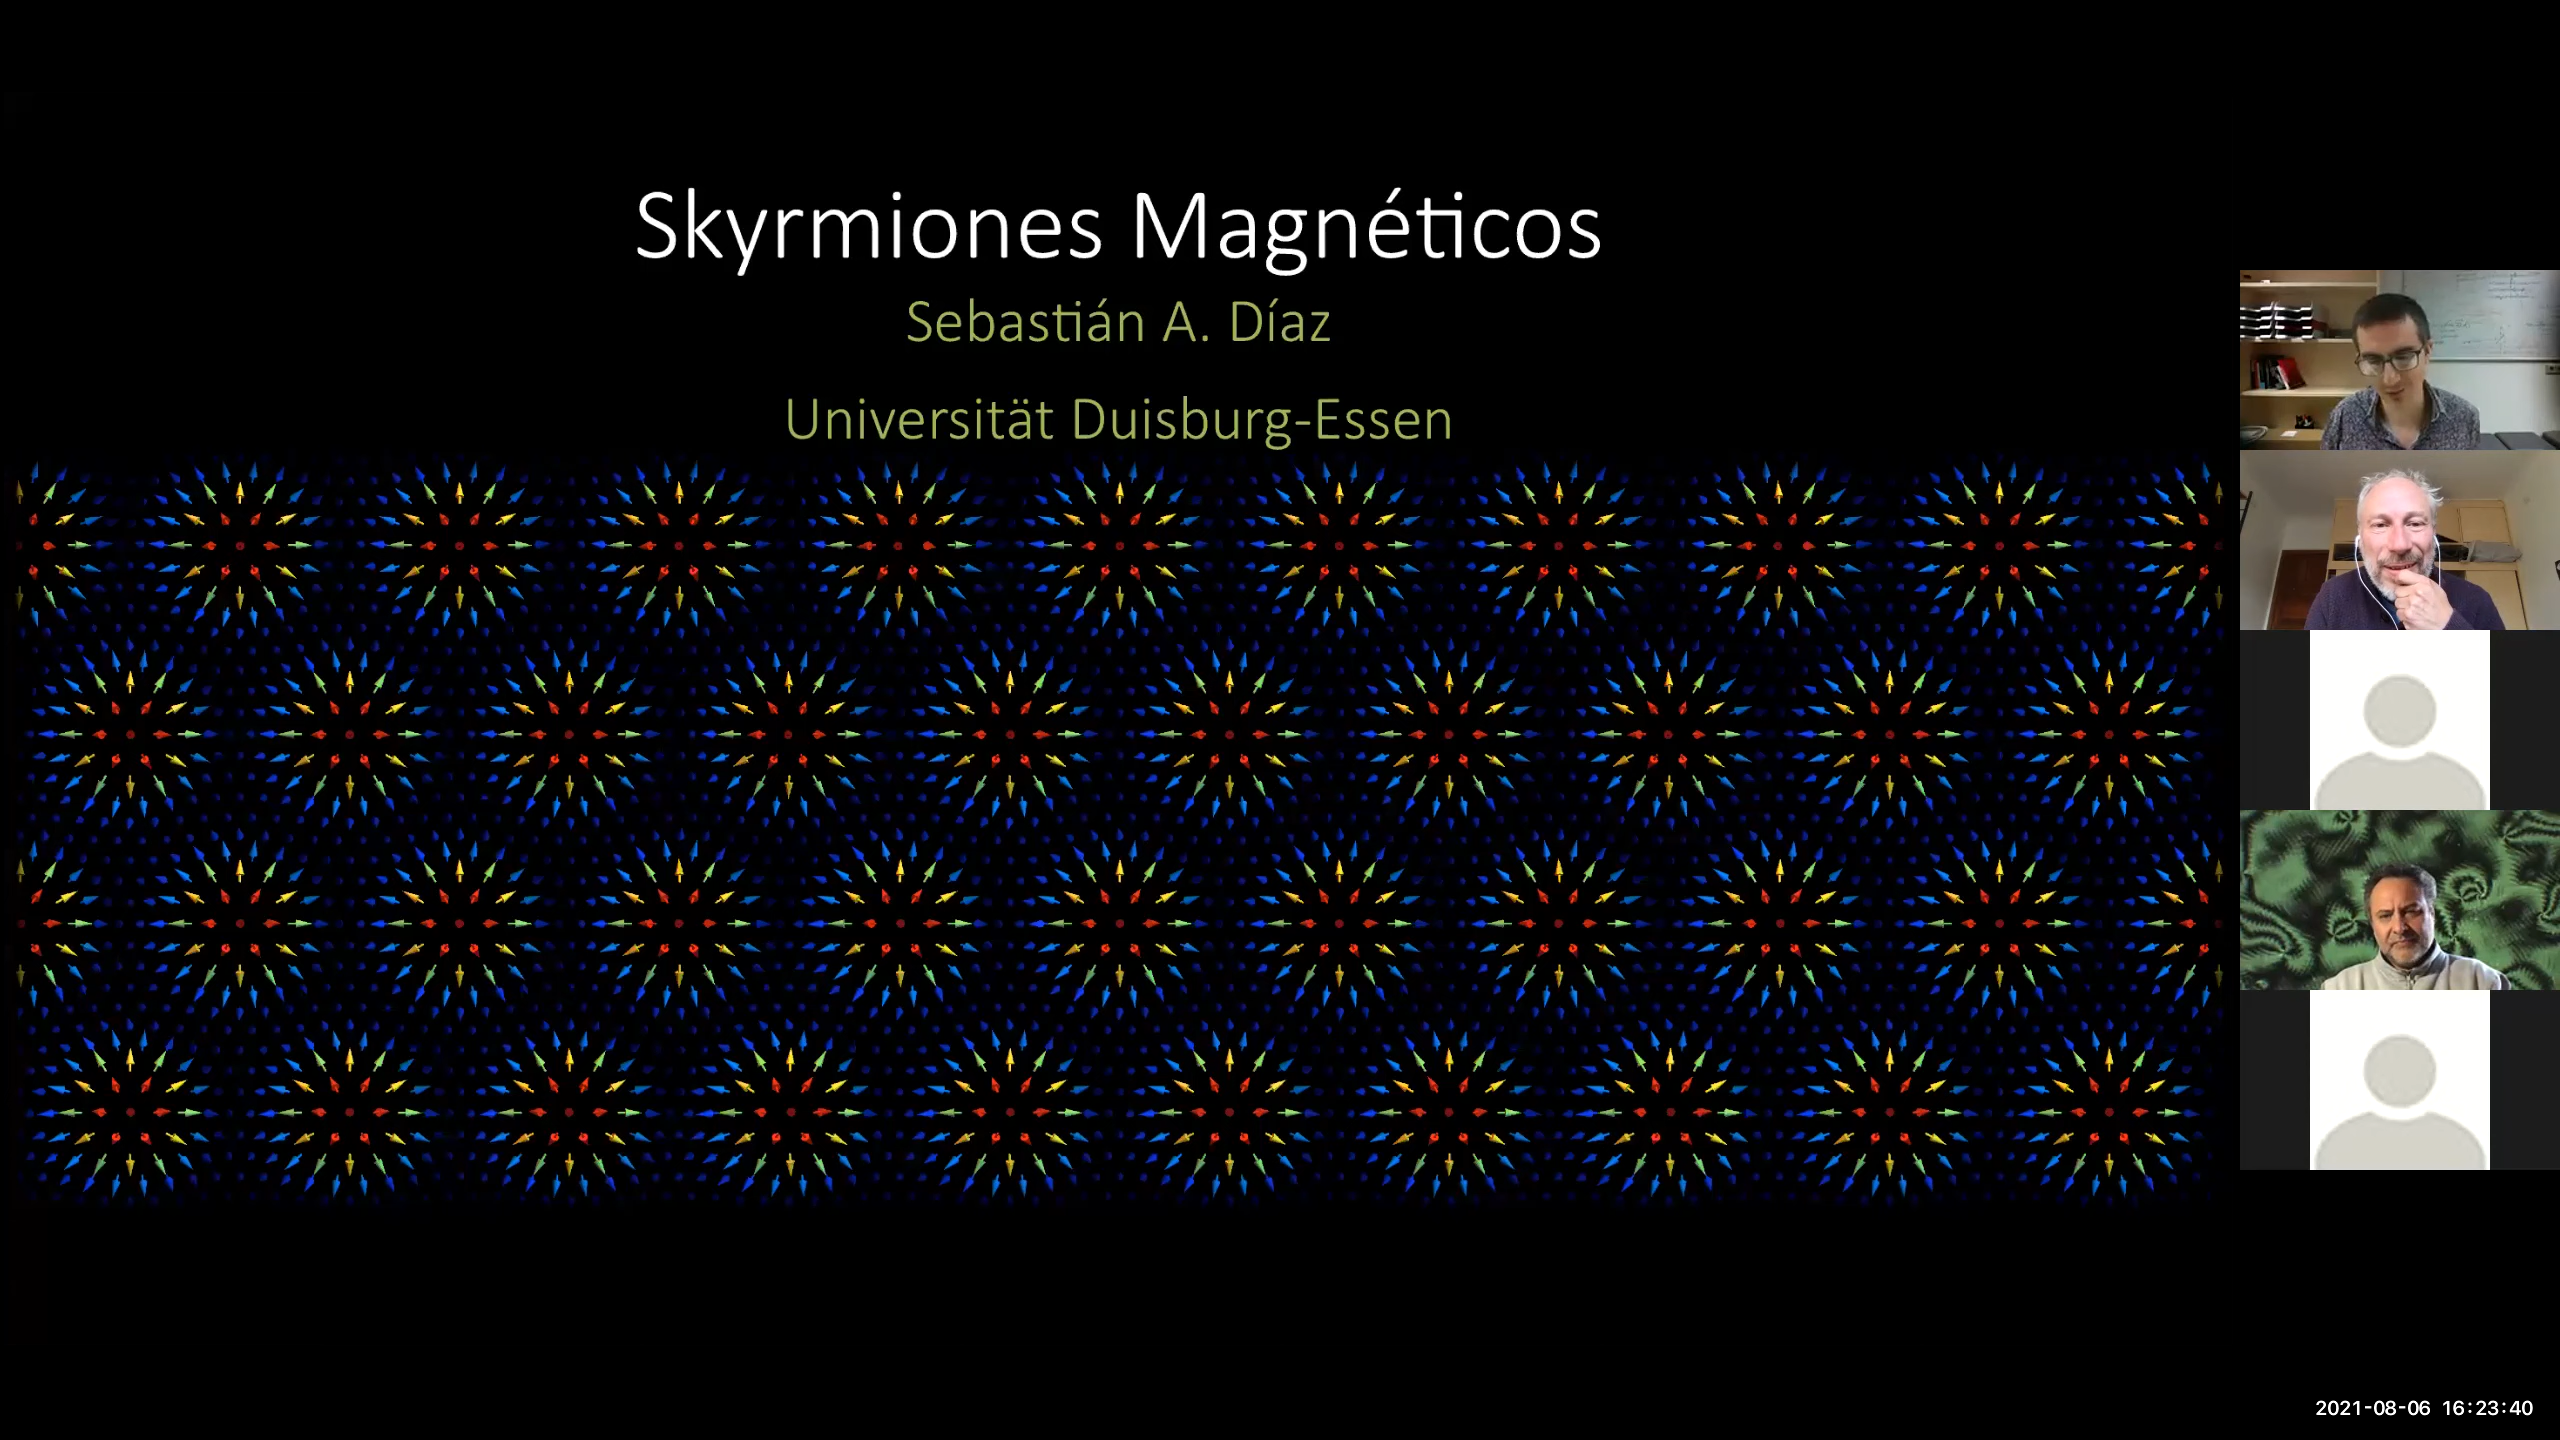 Skyrmiones Magnéticos
Sebastián A. Díaz
Universität Duisburg-Essen
2021-08-06 16:23:40